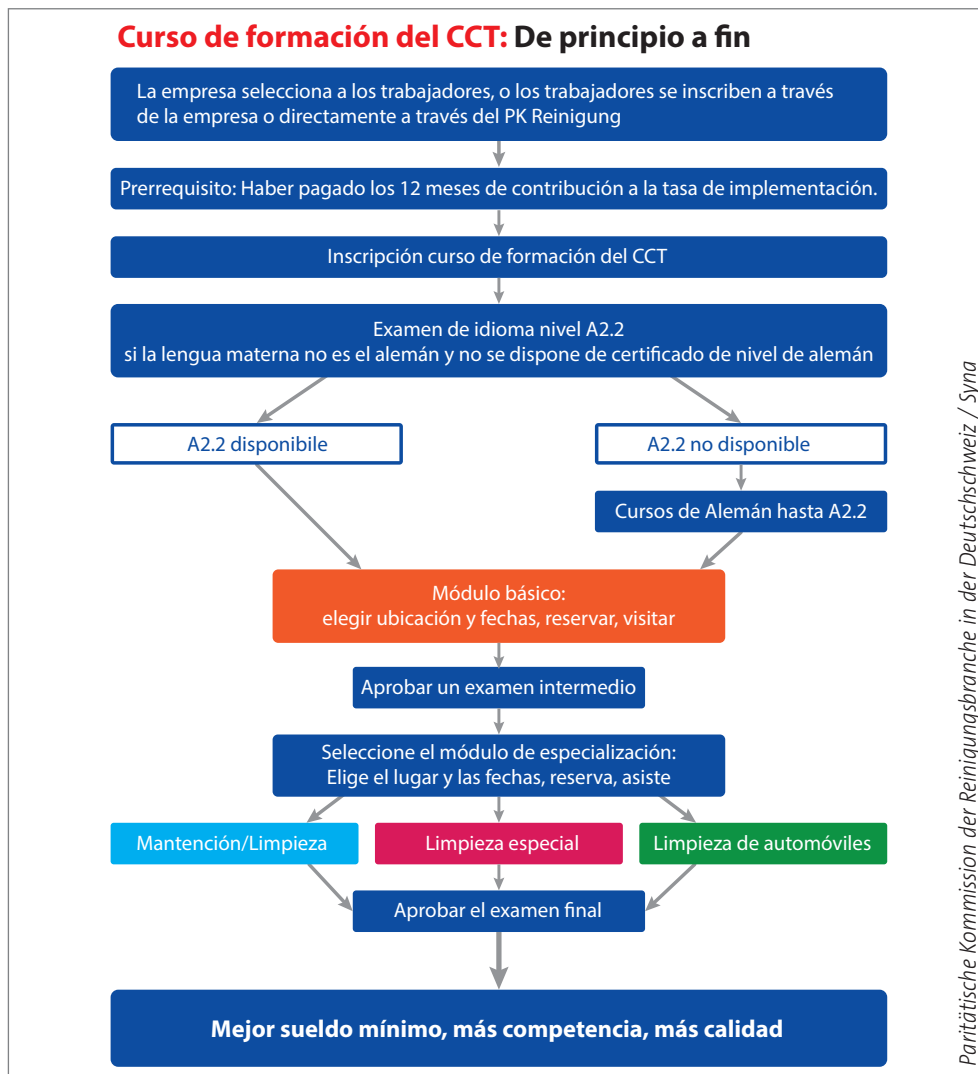 Curso de formación del CCT: De principio a fin
La empresa selecciona a los trabajadores, o los trabajadores se inscriben a través
de la empresa o directamente a través del PK Reinigung
Prerrequisito: Haber pagado los 12 meses de contribución a la tasa de implementación.
Inscripción curso de formación del CCT
Examen de idioma nivel A2.2
si la lengua materna no es el alemán y no se dispone de certificado de nivel de alemán
A2.2 disponibile
A2.2 no disponible
Cursos de Alemán hasta A2.2
Módulo básico:
elegir ubicación y fechas, reservar, visitar
Aprobar un examen intermedio
Seleccione el módulo de especialización:
Elige el lugar y las fechas, reserva, asiste
Mantención/Limpieza
Limpieza especial
Limpieza de automóviles
Aprobar el examen final
Mejor sueldo mínimo, más competencia, más calidad
Paritätische Kommission der Reinigungsbranche in der Deutschschweiz / Syna